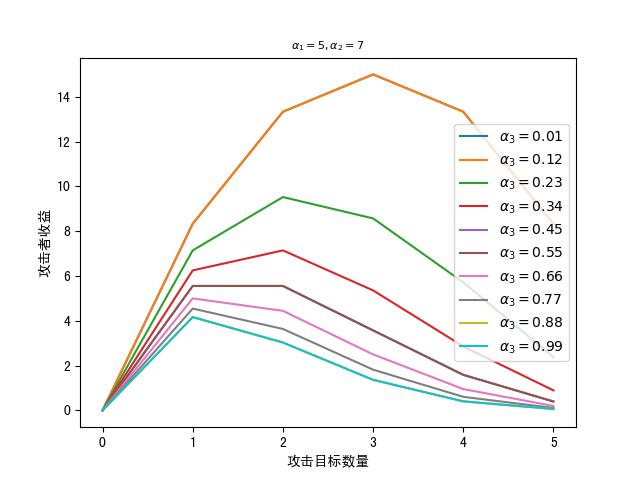 α₁ = 5, α₂ = 7
攻击者收益
14
12
10
8
6
4
2
0
α₃ = 0.01
α₃ = 0.12
α₃ = 0.23
α₃ = 0.34
α₃ = 0.45
α₃ = 0.55
α₃ = 0.66
α₃ = 0.77
α₃ = 0.88
α₃ = 0.99
0 1 2 3 4 5
攻击目标数量